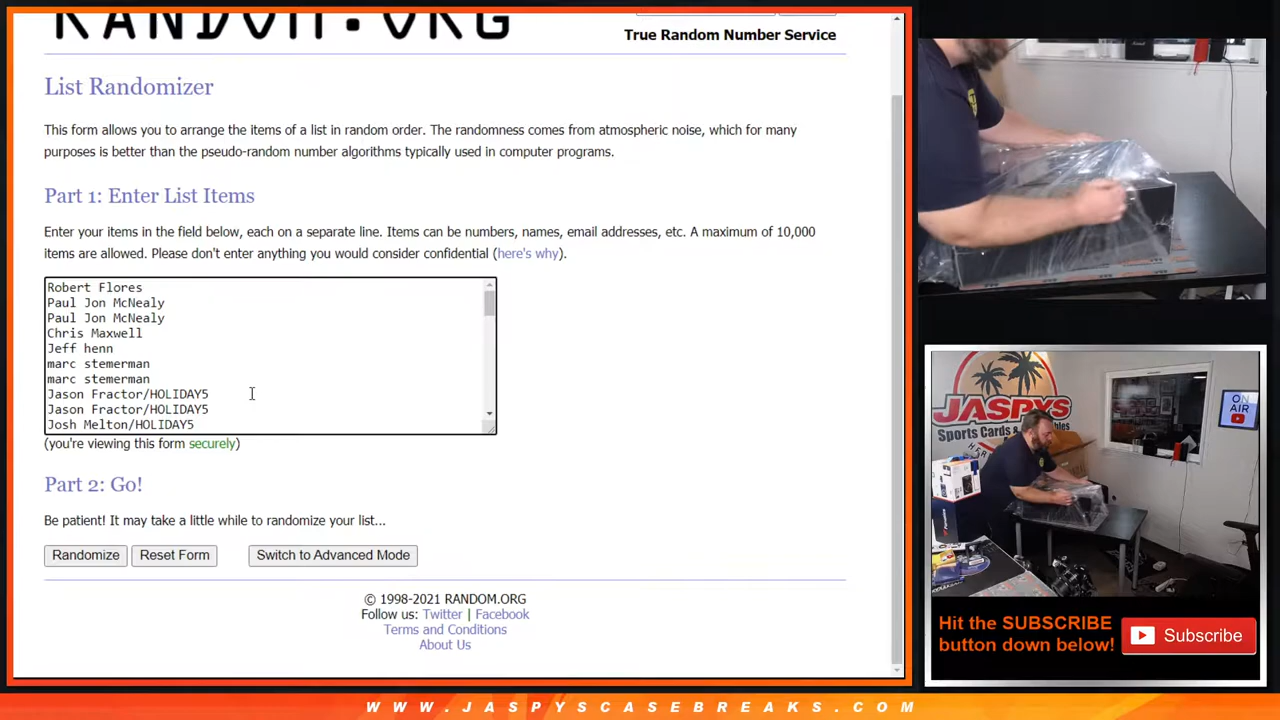 RANDOM.ORG
True Random Number Service
List Randomizer
This form allows you to arrange the items of a list in random order. The randomness comes from atmospheric noise, which for many
purposes is better than the pseudo-random number algorithms typically used in computer programs.
Part 1: Enter List Items
Enter your items in the field below, each on a separate line. Items can be numbers, names, email addresses, etc. A maximum of 10,000
items are allowed. Please don't enter anything you would consider confidential (here's why).
Robert Flores
Paul Jon McNealy
Paul Jon McNealy
Chris Maxwell
Jeff henn
marc stemerman
marc stemerman
Jason Fractor/HOLIDAY5
Jason Fractor/HOLIDAY5
Josh Melton/HOLIDAY5
(you're viewing this form securely)
Part 2: Go!
Be patient! It may take a little while to randomize your list...
Randomize
Reset Form
Switch to Advanced Mode
© 1998-2021 RANDOM.ORG
Follow us: Twitter | Facebook
Terms and Conditions
About Us
JASPYS
Sports Cards &
ON
AIR
Hit the SUBSCRIBE
button down below!
Subscribe
WWW.JASPYSCASEBREAKS.COM